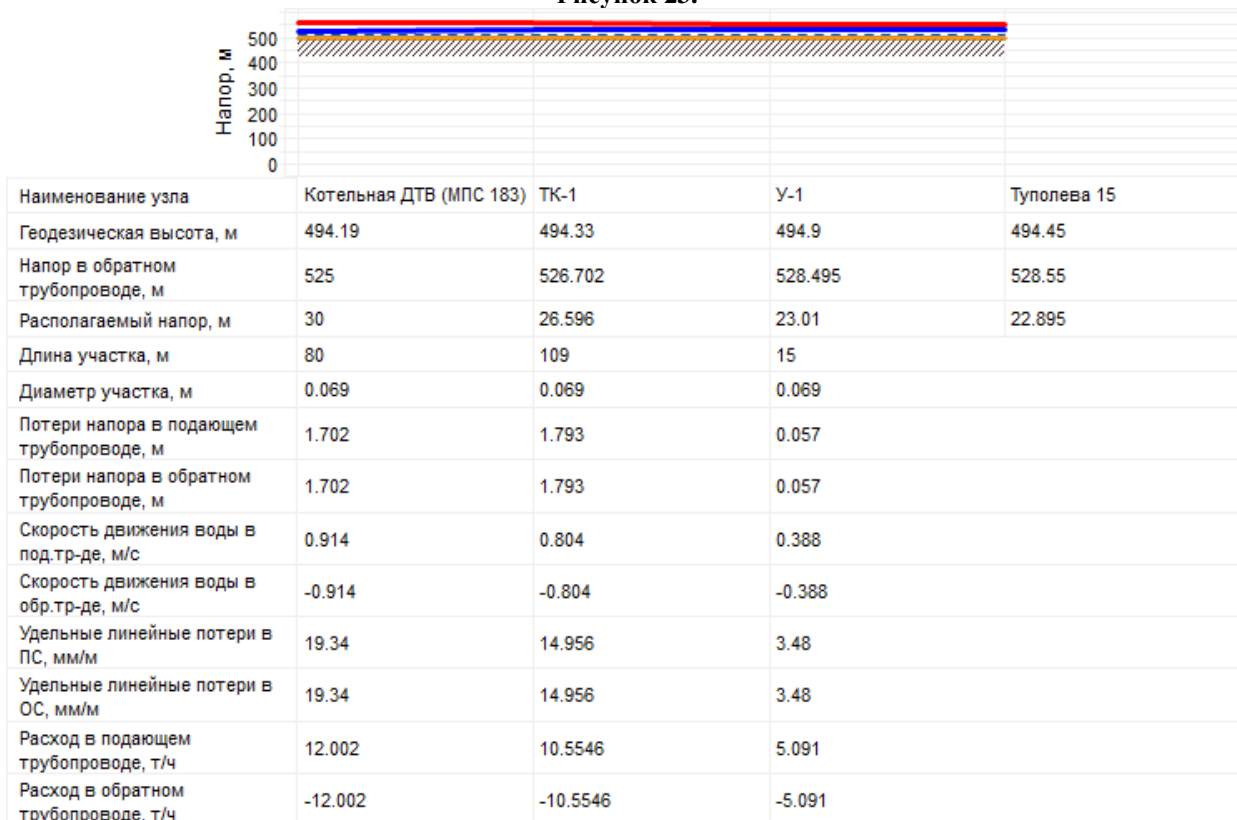 Рисунок 25.
500
400
300
200
100
0
Напор, м
Наименование узла Котельная ДТВ (МПС 183) ТК-1 У-1 Туполева 15
Геодезическая высота, м 494.19 494.33 494.9 494.45
Напор в обратном
трубопроводе, м 525 526.702 528.495 528.55
Располагаемый напор, м 30 26.596 23.01 22.895
Длина участка, м 80 109 15
Диаметр участка, м 0.069 0.069 0.069
Потери напора в подающем
трубопроводе, м 1.702 1.793 0.057
Потери напора в обратном
трубопроводе, м 1.702 1.793 0.057
Скорость движения воды в
под.тр-де, м/с 0.914 0.804 0.388
Скорость движения воды в
обр.тр-де, м/с -0.914 -0.804 -0.388
Удельные линейные потери в
ПС, мм/м 19.34 14.956 3.48
Удельные линейные потери в
ОС, мм/м 19.34 14.956 3.48
Расход в подающем
трубопроводе, т/ч 12.002 10.5546 5.091
Расход в обратном
трубопроводе, т/ч -12.002 -10.5546 -5.091